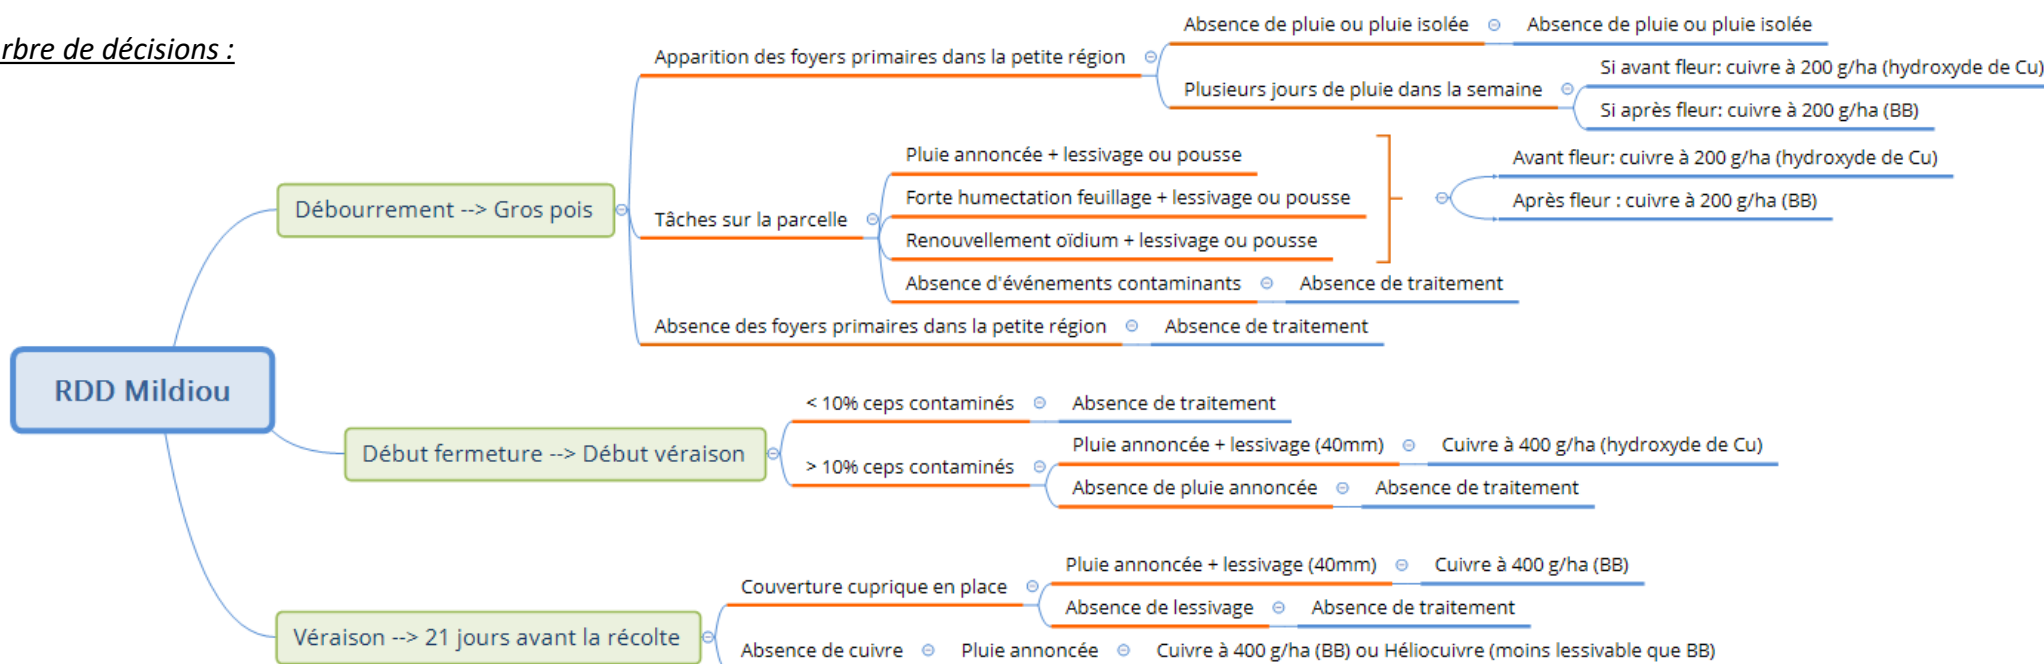 rbre de décisions :
RDD Mildiou
Débourrement --> Gros pois
Apparition des foyers primaires dans la petite région
Absence de pluie ou pluie isolée
Absence de pluie ou pluie isolée
Plusieurs jours de pluie dans la semaine
Si avant fleur: cuivre à 200 g/ha (hydroxyde de Cu)
Si après fleur: cuivre à 200 g/ha (BB)
Tâches sur la parcelle
Pluie annoncée + lessivage ou pousse
Forte humectation feuillage + lessivage ou pousse
Renouvellement oïdium + lessivage ou pousse
Avant fleur: cuivre à 200 g/ha (hydroxyde de Cu)
Après fleur : cuivre à 200 g/ha (BB)
Absence d'événements contaminants
Absence de traitement
Absence des foyers primaires dans la petite région
Absence de traitement
Début fermeture --> Début véraison
< 10% ceps contaminés
Absence de traitement
> 10% ceps contaminés
Pluie annoncée + lessivage (40mm)
Cuivre à 400 g/ha (hydroxyde de Cu)
Absence de pluie annoncée
Absence de traitement
Véraison --> 21 jours avant la récolte
Couverture cuprique en place
Pluie annoncée + lessivage (40mm)
Cuivre à 400 g/ha (BB)
Absence de lessivage
Absence de traitement
Absence de cuivre
Pluie annoncée
Cuivre à 400 g/ha (BB) ou Héliocuivre (moins lessivable que BB)